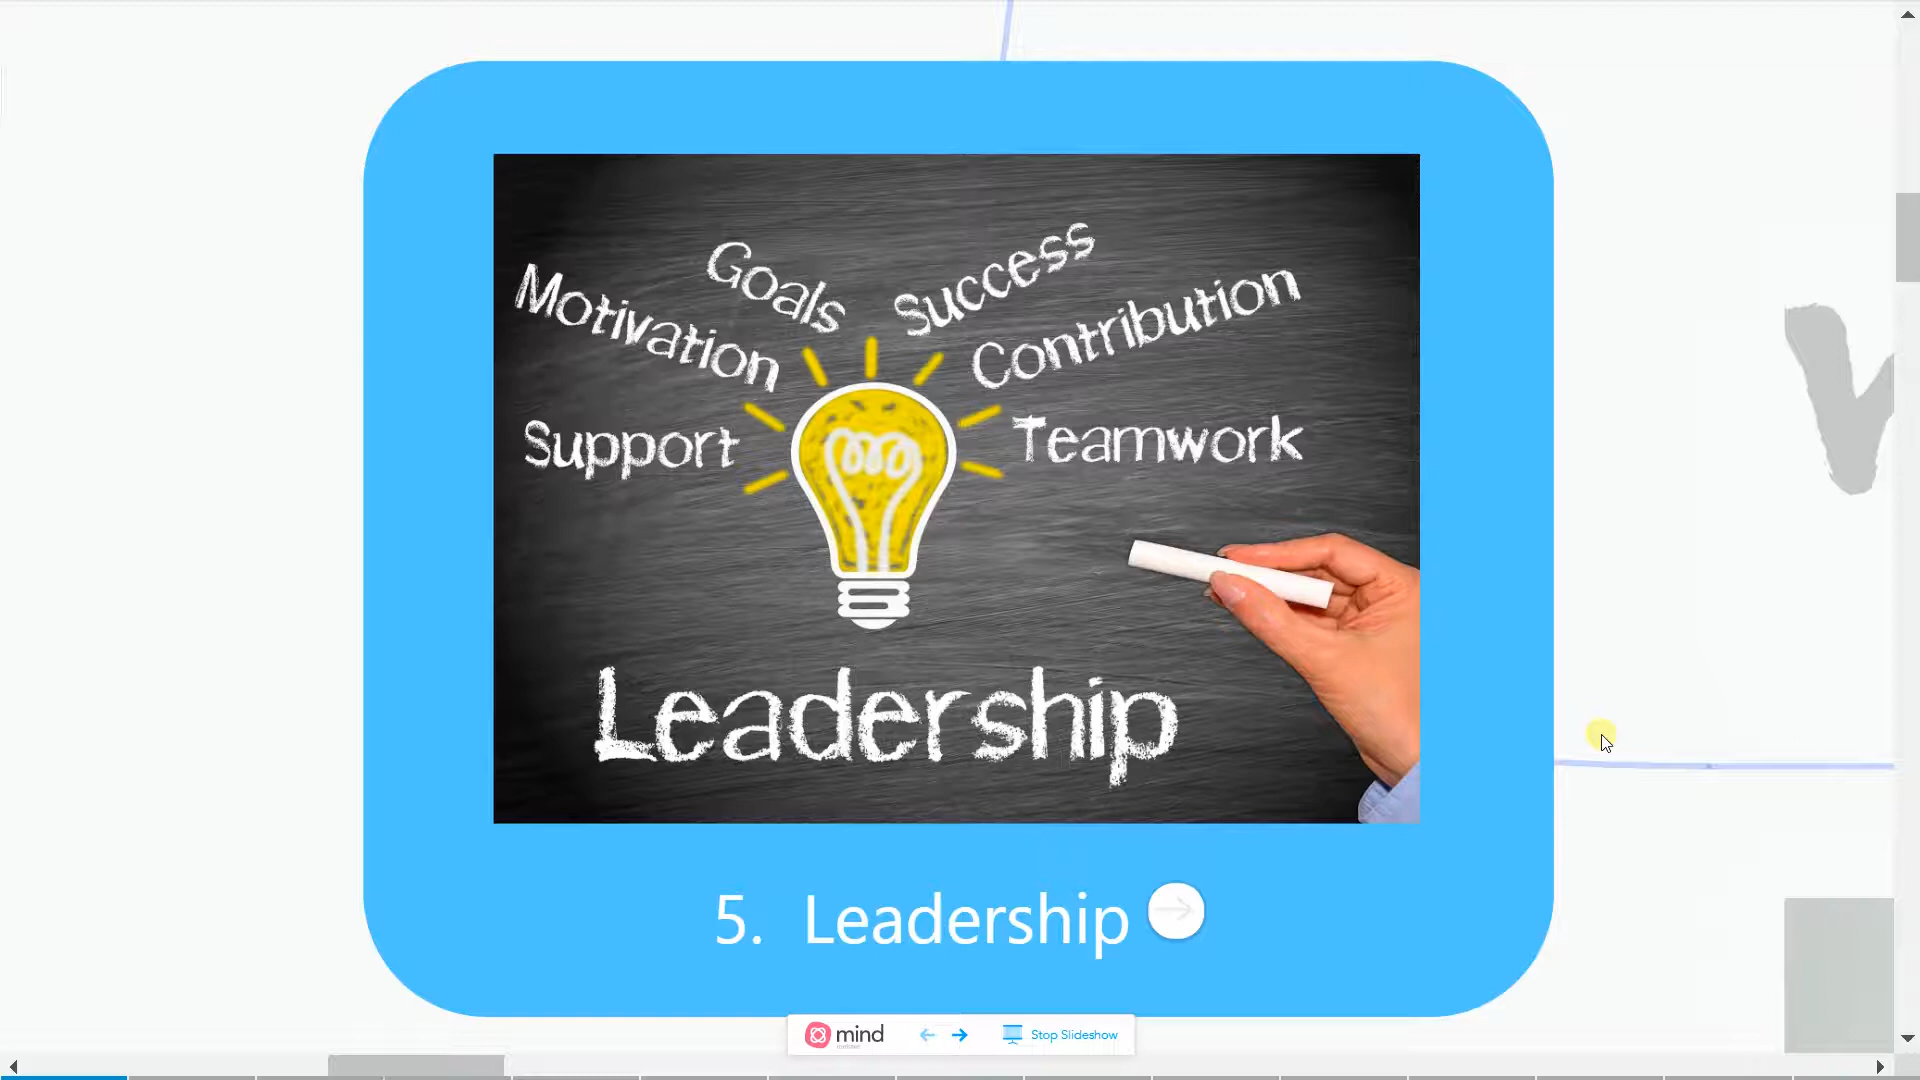 Goals
Success
Motivation
Contribution
Support
Teamwork
Leadership
5. Leadership
mind
Stop Slideshow